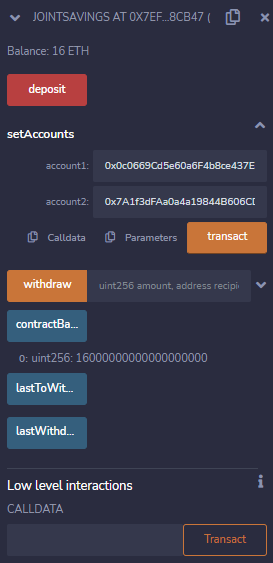 JOINTSAVINGS AT 0X7EF...8CB47 (
Balance: 16 ETH
deposit
setAccounts
account1: 0x0c0669Cd5e60a6F4b8ce437E
account2: 0x7A1f3dFAa0a4a19844B606CD
Calldata Parameters transact
withdraw uint256 amount, address recipi
contractBa...
0: uint256: 16000000000000000000
lastToWit...
lastWithd...
Low level interactions
CALLDATA
Transact